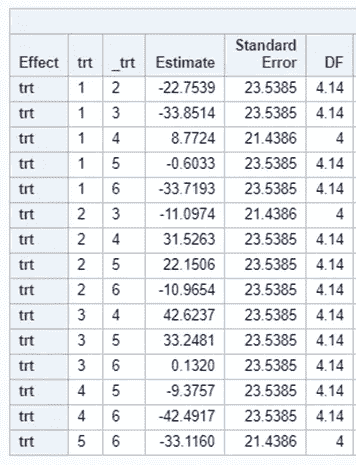 Standard
Effect trt _trt Estimate Error DF
trt 1 2 -22.7539 23.5385 4.14
trt 1 3 -33.8514 23.5385 4.14
trt 1 4 8.7724 21.4386 4
trt 1 5 -0.6033 23.5385 4.14
trt 1 6 -33.7193 23.5385 4.14
trt 2 3 -11.0974 21.4386 4
trt 2 4 31.5263 23.5385 4.14
trt 2 5 22.1506 23.5385 4.14
trt 2 6 -10.9654 23.5385 4.14
trt 3 4 42.6237 23.5385 4.14
trt 3 5 33.2481 23.5385 4.14
trt 3 6 0.1320 23.5385 4.14
trt 4 5 -9.3757 23.5385 4.14
trt 4 6 -42.4917 23.5385 4.14
trt 5 6 -33.1160 21.4386 4